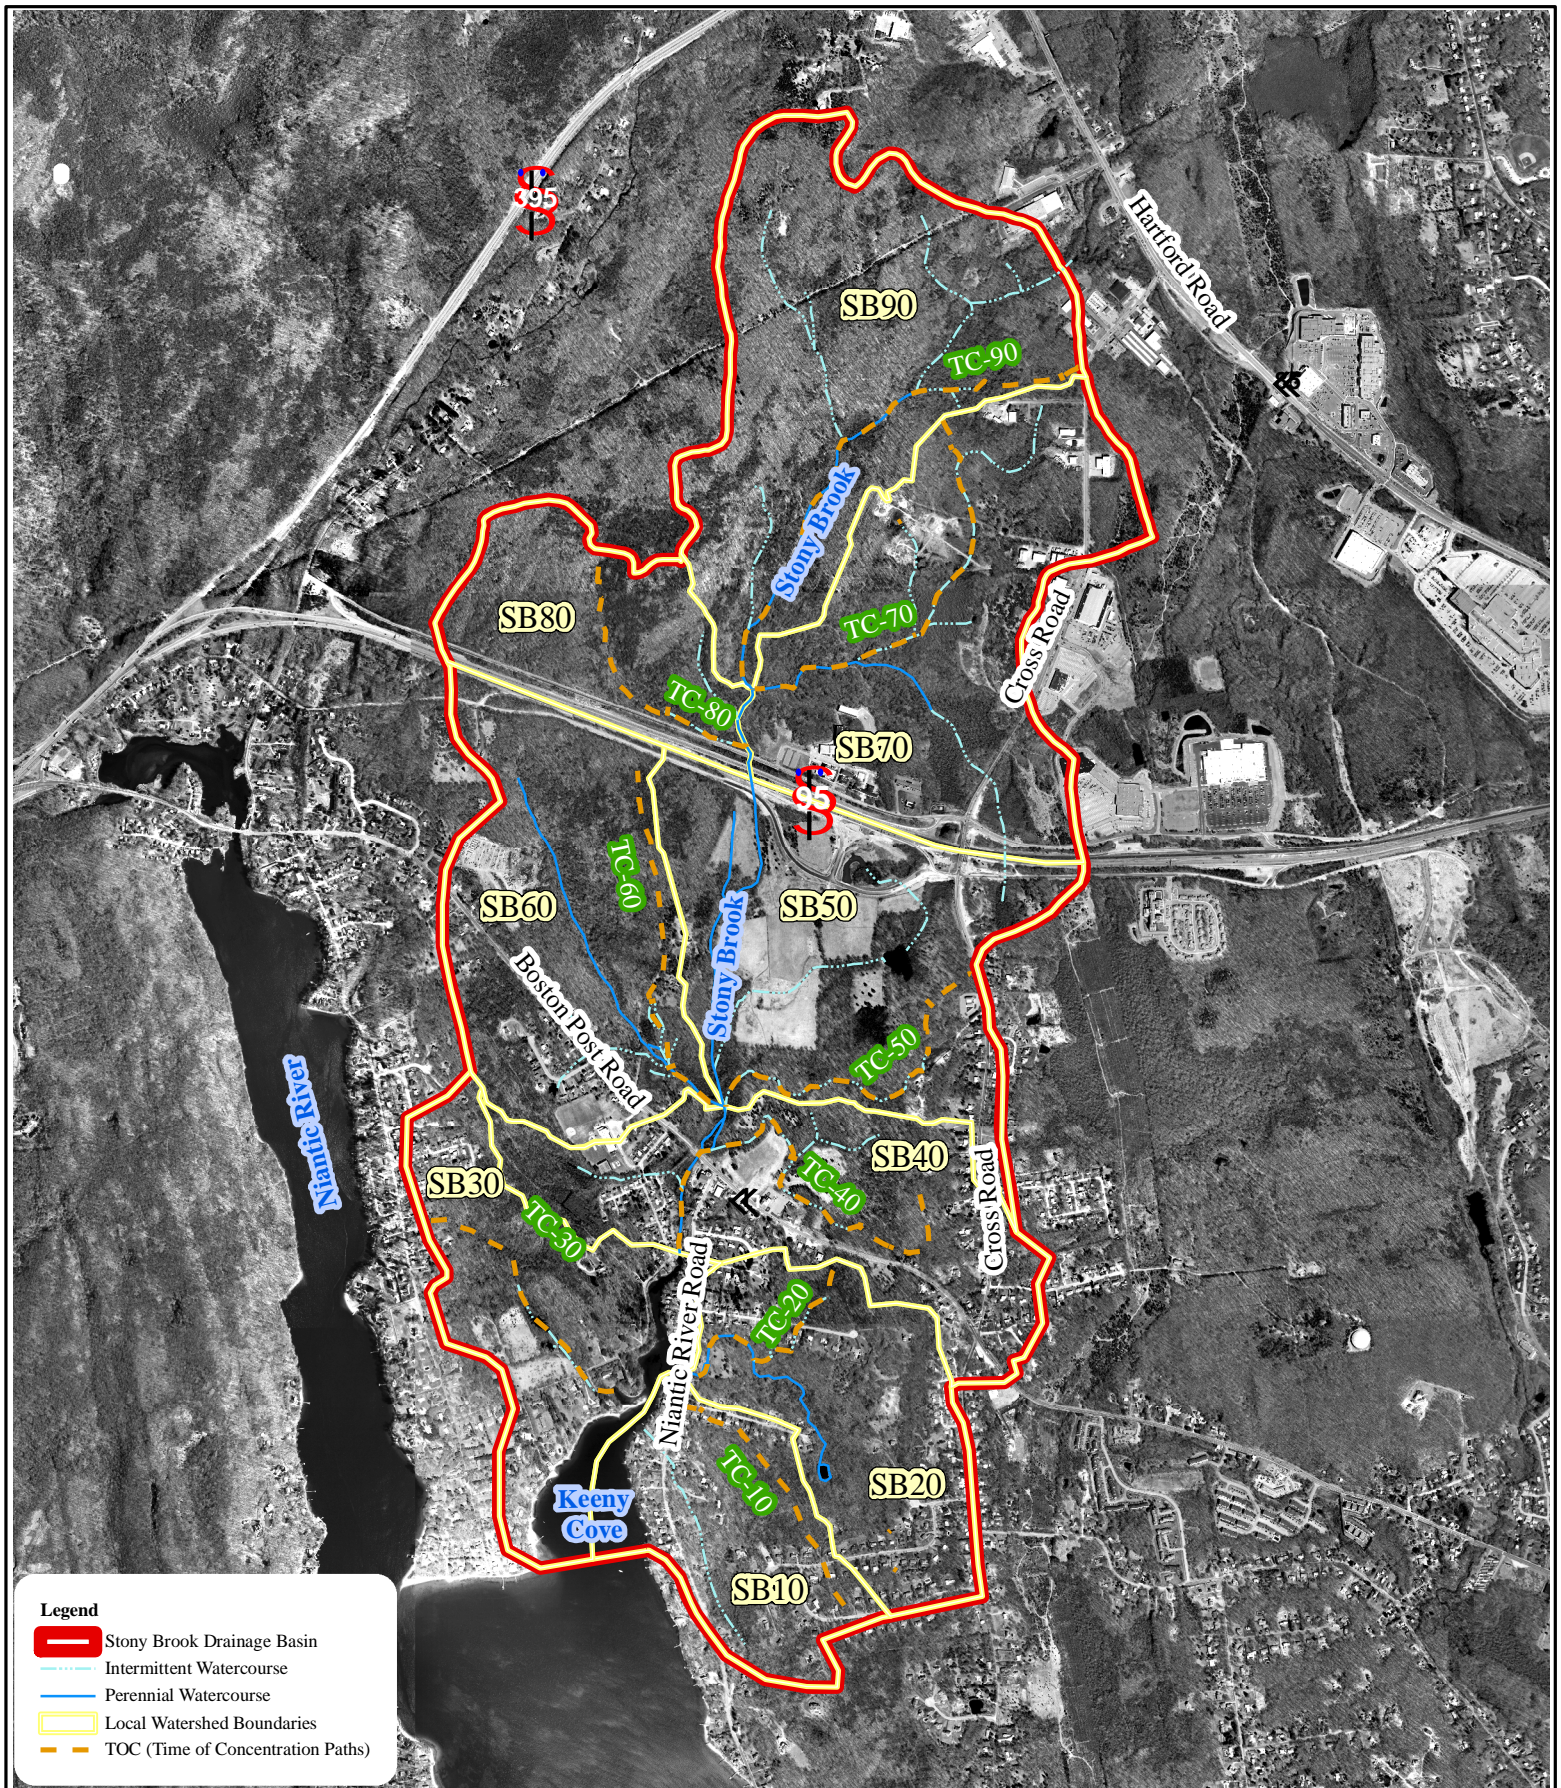 395
Hartford Road
SB90
TC-90
Stony Brook
SB80
TC-70
Cross Road
TC-80
SB70
95
TC-60
SB60
SB50
Stony Brook
Boston Post Road
TC-50
Niantic River
SB40
SB30
TC-40
Cross Road
TC-30
Niantic River Road
TC-20
TC-10
SB20
Keeny
Cove
SB10
Legend
Stony Brook Drainage Basin
Intermittent Watercourse
Perennial Watercourse
Local Watershed Boundaries
TOC (Time of Concentration Paths)